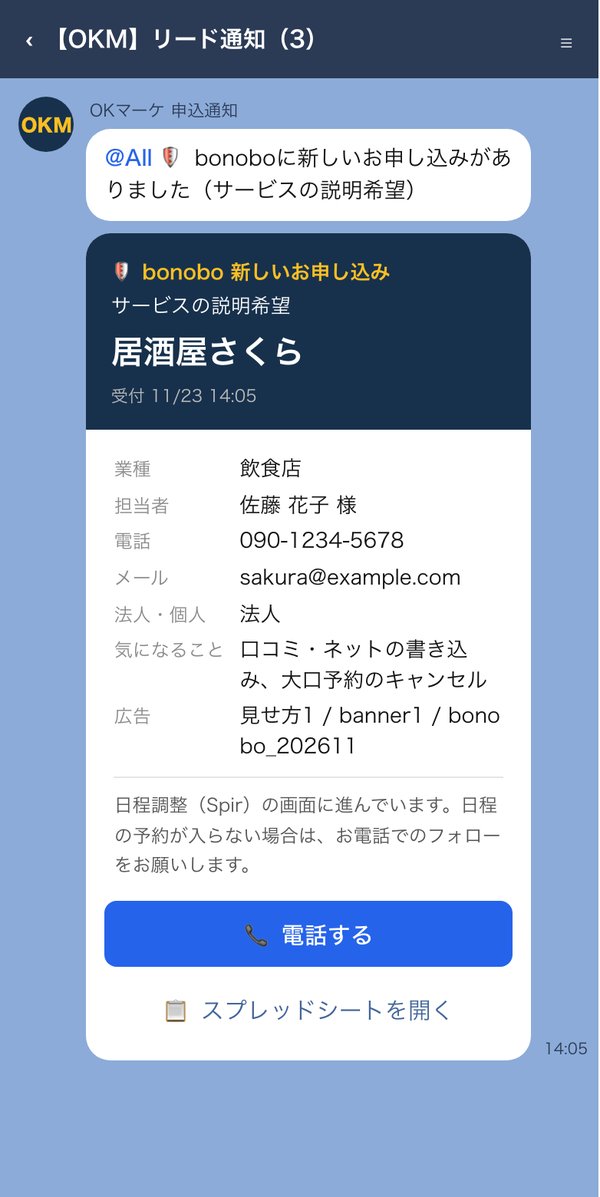 ‹ 【OKM】リード通知（3） ≡
OKM
OKマーケ 申込通知
@All bonoboに新しいお申し込みがあ
りました（サービスの説明希望）
bonobo 新しいお申し込み
サービスの説明希望
居酒屋さくら
受付 11/23 14:05
業種 飲食店
担当者 佐藤 花子 様
電話 090-1234-5678
メール sakura@example.com
法人・個人 法人
気になること 口コミ・ネットの書き込
み、大口予約のキャンセル
広告 見せ方1 / banner1 / bono
bo_202611
日程調整（Spir）の画面に進んでいます。日程
の予約が入らない場合は、お電話でのフォロー
をお願いします。
📞 電話する
📋 スプレッドシートを開く
14:05